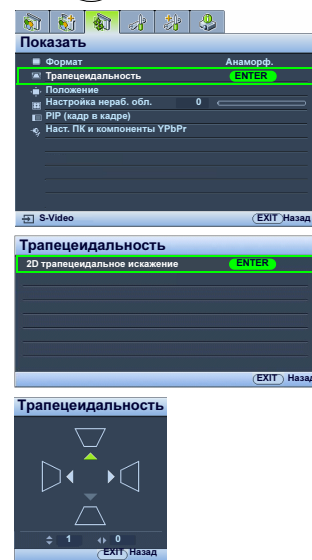 Показать
Формат Анаморф.
Трапецеидальность ENTER
Положение
Настройка нераб. обл. 0
PIP (кадр в кадре)
Наст. ПК и компоненты YPbPr
S-Video EXIT Назад
Трапецеидальность
2D трапецеидальное искажение ENTER
EXIT Назад
Трапецеидальность
1 0
EXIT Назад